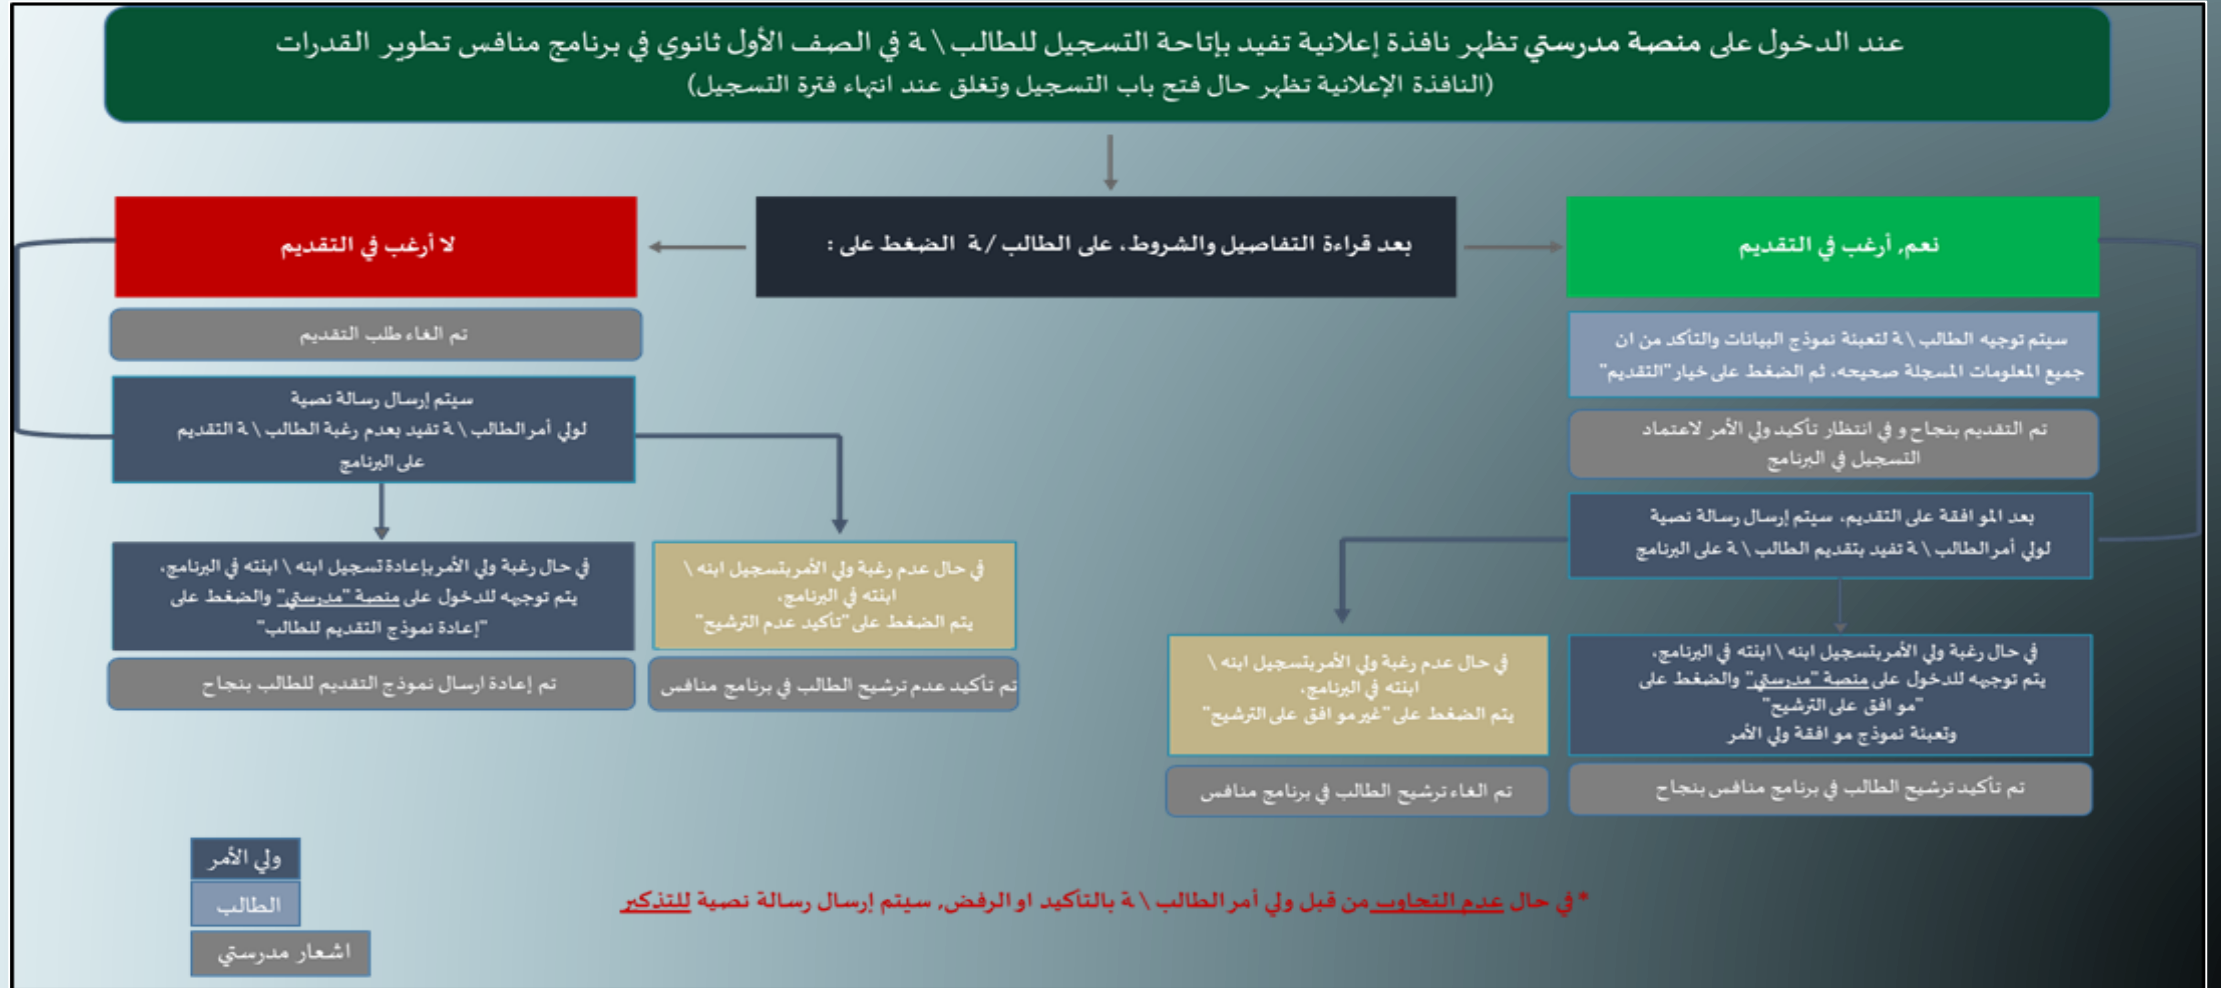 عند الدخول على منصة مدرستي تظهر نافذة إعلانية تفيد بإتاحة التسجيل للطالب \ ـة في الصف الأول ثانوي في برنامج منافس تطوير القدرات
(النافذة الإعلانية تظهر حال فتح باب التسجيل وتغلق عند انتهاء فترة التسجيل)
بعد قراءة التفاصيل والشروط، على الطالب / ـة الضغط على :
نعم, أرغب في التقديم
سيتم توجيه الطالب \ ـة لتعبئة نموذج البيانات والتأكد من ان
جميع المعلومات المسجلة صحيحه، ثم الضغط على خيار "التقديم"
تم التقديم بنجاح و في انتظار تأكيد ولي الأمر لاعتماد
التسجيل في البرنامج
بعد الموافقة على التقديم، سيتم إرسال رسالة نصية
لولي أمر الطالب \ ـة تفيد بتقديم الطالب \ ـة على البرنامج
في حال رغبة ولي الأمر بتسجيل ابنه \ ابنته في البرنامج،
يتم توجيهه للدخول على منصة "مدرستي" والضغط على
"موافق على الترشيح"
وتعبئة نموذج موافقة ولي الأمر
تم تأكيد ترشيح الطالب في برنامج منافس بنجاح
في حال عدم رغبة ولي الأمر بتسجيل ابنه \
ابنته في البرنامج،
يتم الضغط على "غير موافق على الترشيح"
تم الغاء ترشيح الطالب في برنامج منافس
لا أرغب في التقديم
تم الغاء طلب التقديم
سيتم إرسال رسالة نصية
لولي أمر الطالب \ ـة تفيد بعدم رغبة الطالب \ ـة التقديم
على البرنامج
في حال عدم رغبة ولي الأمر بتسجيل ابنه \
ابنته في البرنامج،
يتم الضغط على "تأكيد عدم الترشيح"
تم تأكيد عدم ترشيح الطالب في برنامج منافس
في حال رغبة ولي الأمر بإعادة تسجيل ابنه \ ابنته في البرنامج،
يتم توجيهه للدخول على منصة "مدرستي" والضغط على
"إعادة نموذج التقديم للطالب"
تم إعادة ارسال نموذج التقديم للطالب بنجاح
* في حال عدم التجاوب من قبل ولي أمر الطالب \ ـة بالتأكيد او الرفض, سيتم إرسال رسالة نصية للتذكير
ولي الأمر
الطالب
اشعار مدرستي